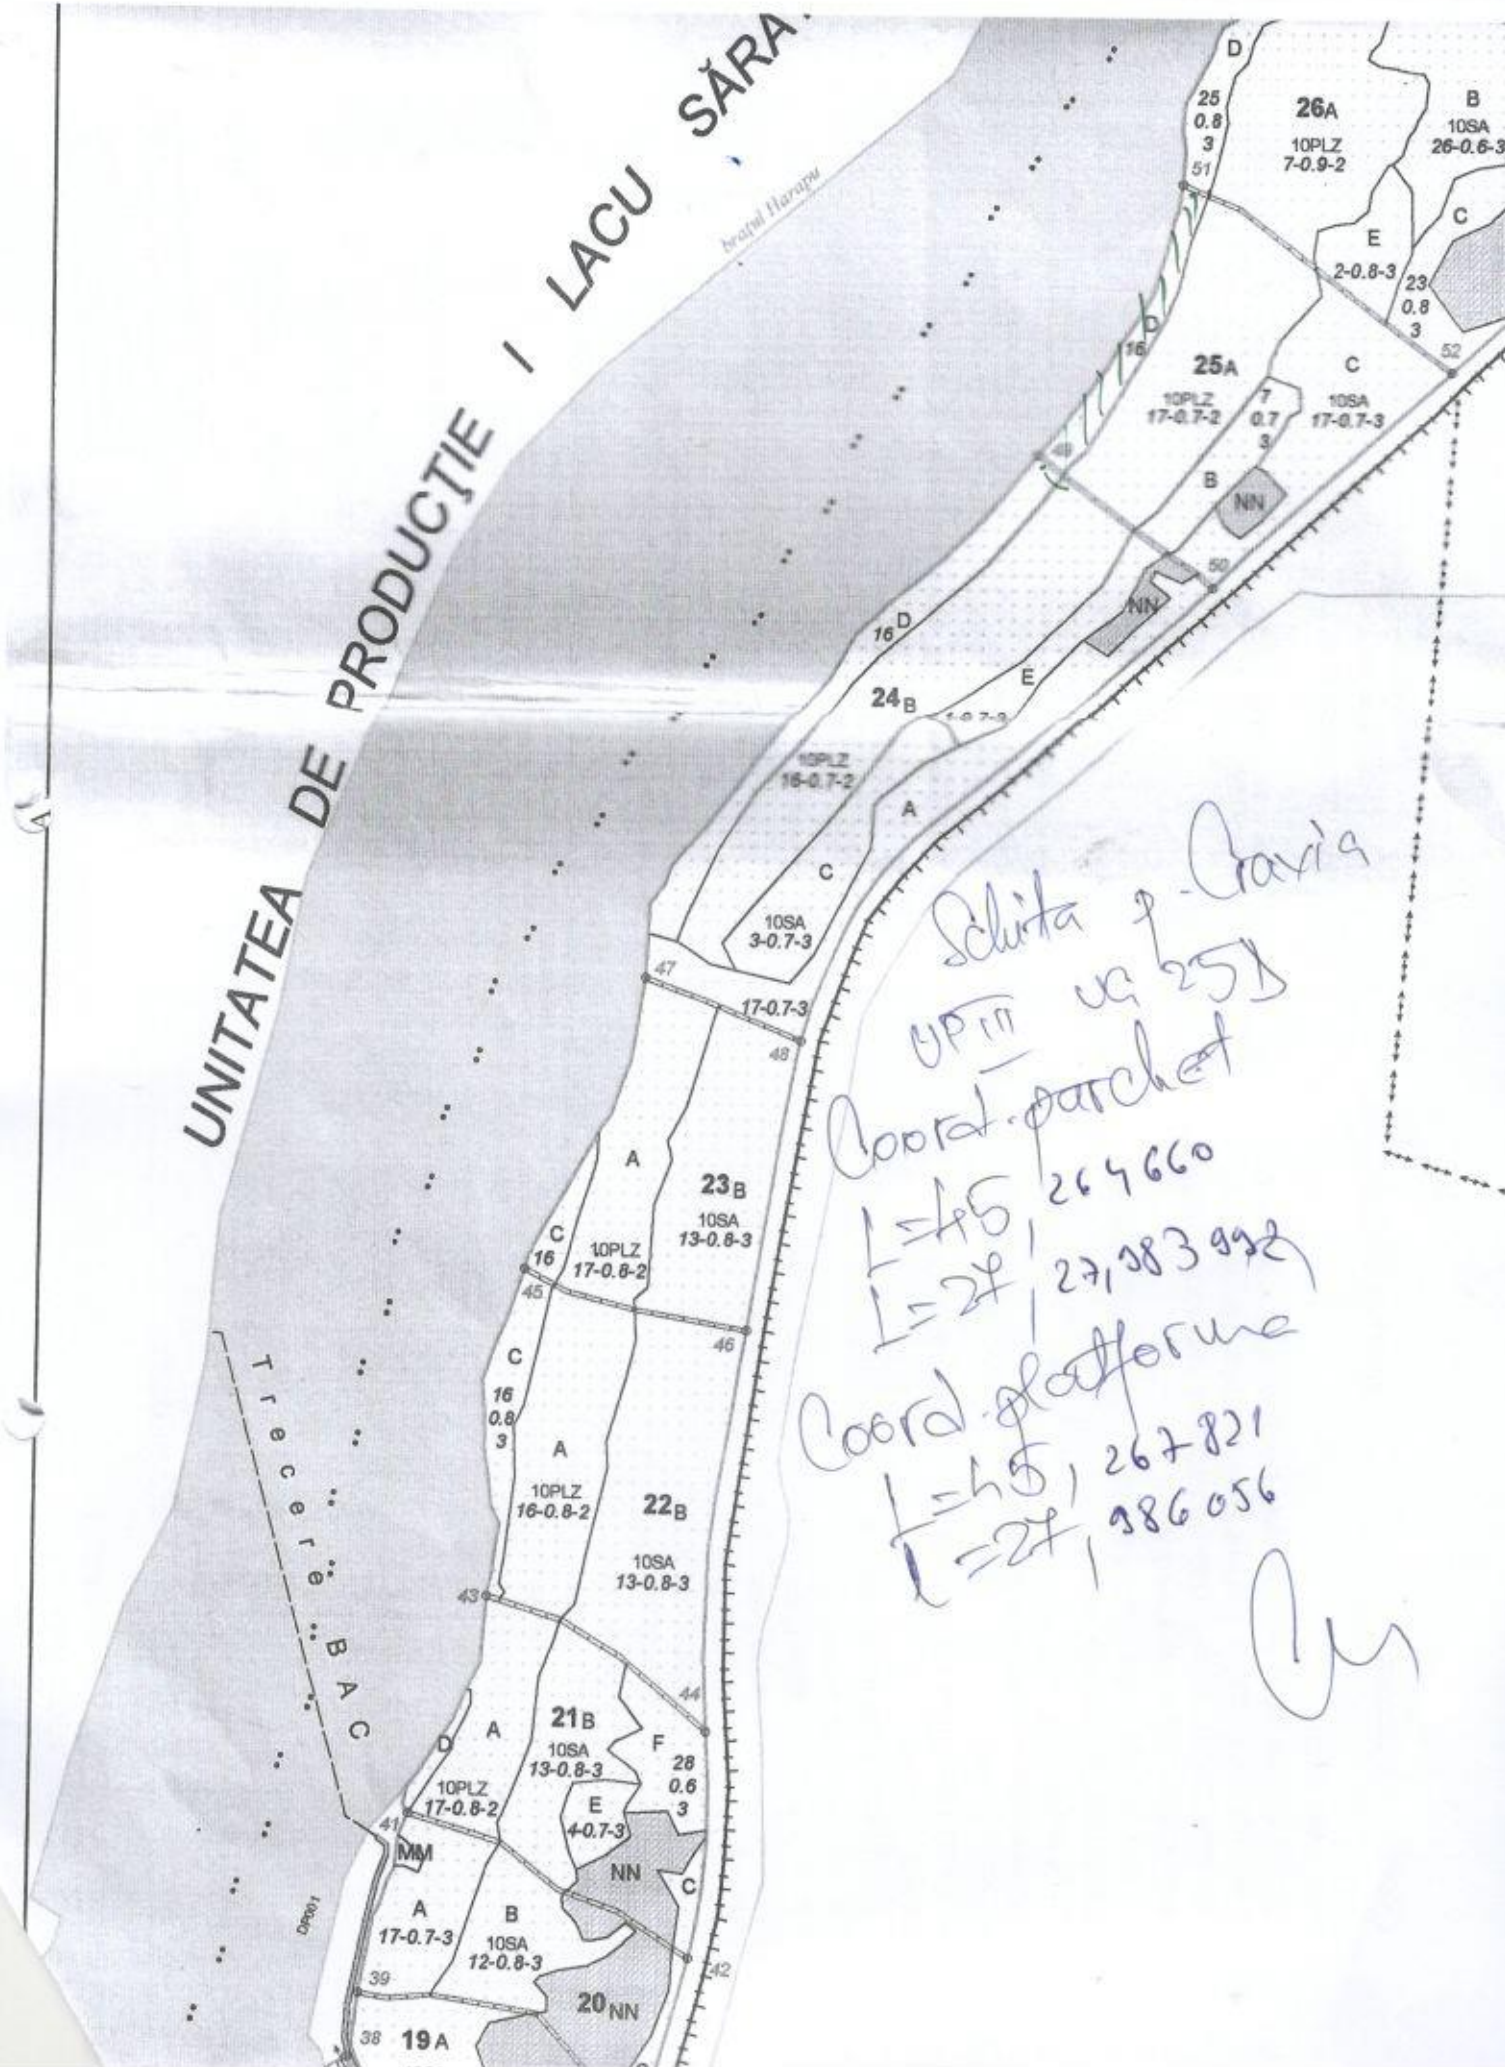 UNITATEA DE PRODUCȚIE I LACU SĂRA
brațul Harapu
D
25
0.8
3
51
26A
10PLZ
7-0.9-2
B
10SA
26-0.6-3
C
E
2-0.8-3
23
0.8
3
52
D
16
25A
10PLZ
17-0.7-2
C
10SA
17-0.7-3
7
0.7
3
B
NN
49
50
NN
D
16
E
24B
10PLZ
16-0.7-2
A
C
10SA
3-0.7-3
47
17-0.7-3
48
A
23B
10SA
13-0.8-3
C
16
10PLZ
17-0.8-2
45
46
C
16
0.8
3
A
10PLZ
16-0.8-2
22B
10SA
13-0.8-3
43
44
Trecere BAC
D
A
21B
10SA
13-0.8-3
F
28
0.6
3
10PLZ
17-0.8-2
E
4-0.7-3
41
MM
NN
C
A
17-0.7-3
B
10SA
12-0.8-3
DP001
42
39
20NN
38
19A
A
Schita p. Craxia
UP III ua 25D
Coord. parchet
L=45, 264660
L=27, 27,983992
Coord. platforma
L=45, 267821
L=27, 986056